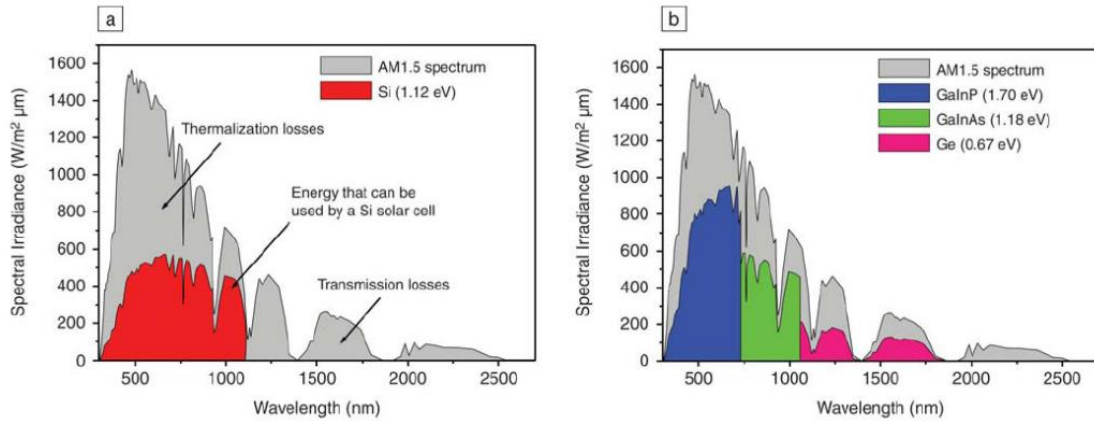 a
Spectral Irradiance (W/m² μm)
1600
1400
1200
1000
800
600
400
200
0
AM1.5 spectrum
Si (1.12 eV)
Thermalization losses
Energy that can be
used by a Si solar cell
Transmission losses
500
1000
1500
2000
2500
Wavelength (nm)
b
Spectral Irradiance (W/m² μm)
1600
1400
1200
1000
800
600
400
200
0
AM1.5 spectrum
GaInP (1.70 eV)
GaInAs (1.18 eV)
Ge (0.67 eV)
500
1000
1500
2000
2500
Wavelength (nm)